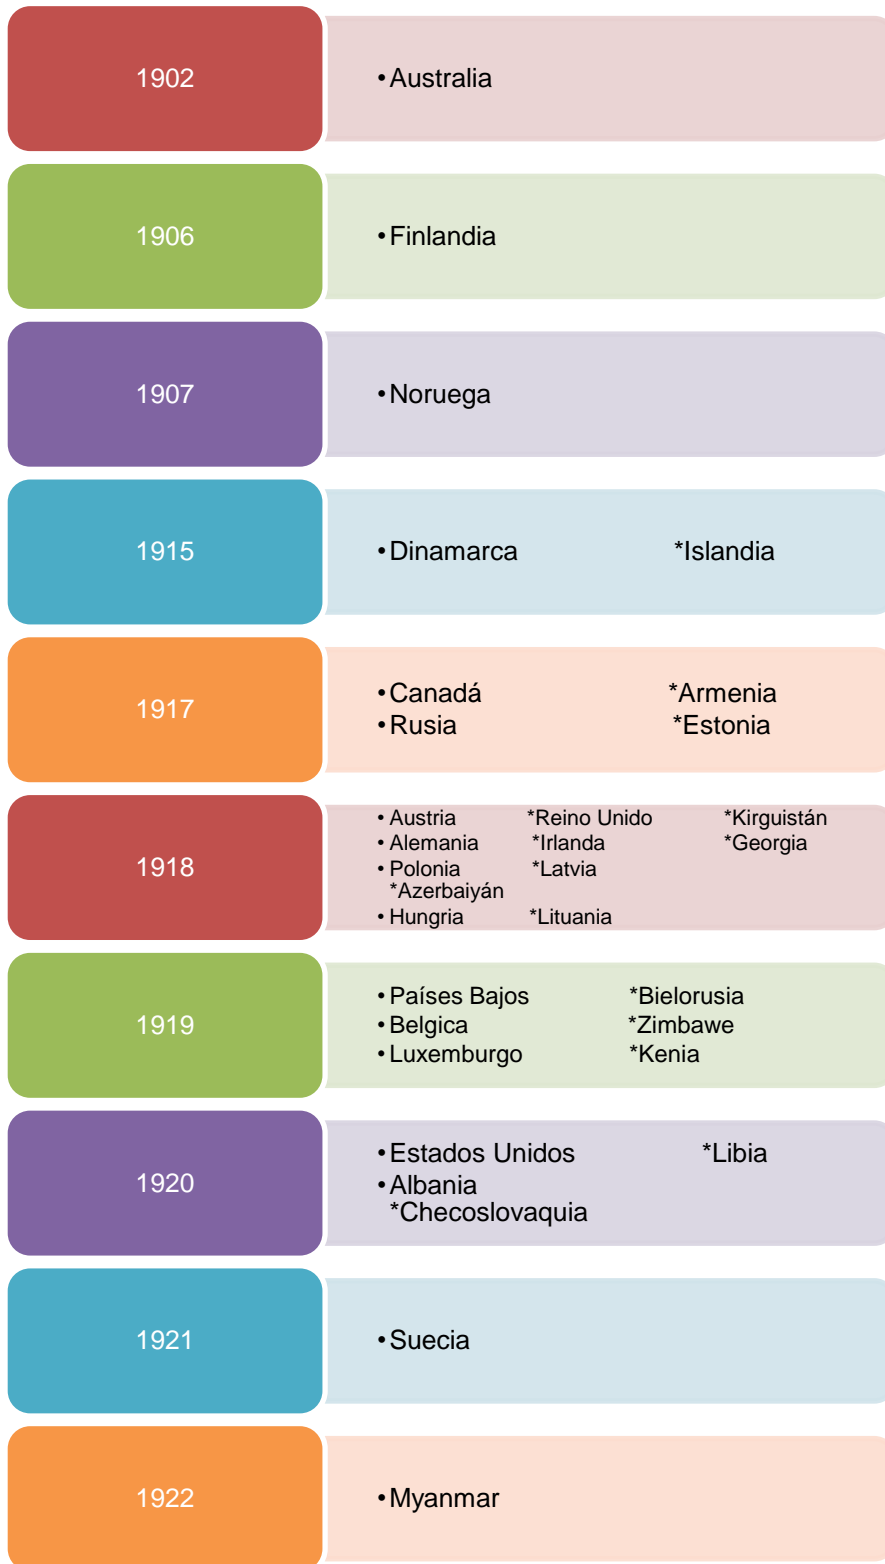 1902
•Australia
1906
•Finlandia
1907
•Noruega
1915
•Dinamarca *Islandia
1917
•Canadá *Armenia
•Rusia *Estonia
1918
•Austria *Reino Unido *Kirguistán
•Alemania *Irlanda *Georgia
•Polonia *Latvia
*Azerbaiyán
•Hungria *Lituania
1919
•Países Bajos *Bielorusia
•Belgica *Zimbawe
•Luxemburgo *Kenia
1920
•Estados Unidos *Libia
•Albania
*Checoslovaquia
1921
•Suecia
1922
•Myanmar